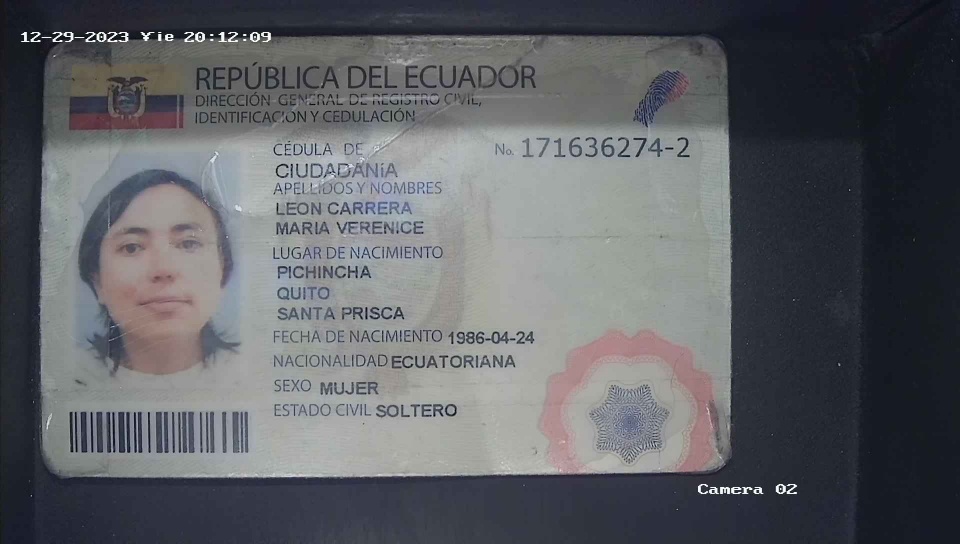 12-29-2023 Vie 20:12:09
REPÚBLICA DEL ECUADOR
DIRECCIÓN GENERAL DE REGISTRO CIVIL,
IDENTIFICACIÓN Y CEDULACIÓN
CÉDULA DE No. 171636274-2
CIUDADANÍA
APELLIDOS Y NOMBRES
LEON CARRERA
MARIA VERENICE
LUGAR DE NACIMIENTO
PICHINCHA
QUITO
SANTA PRISCA
FECHA DE NACIMIENTO 1986-04-24
NACIONALIDAD ECUATORIANA
SEXO MUJER
ESTADO CIVIL SOLTERO
Camera 02